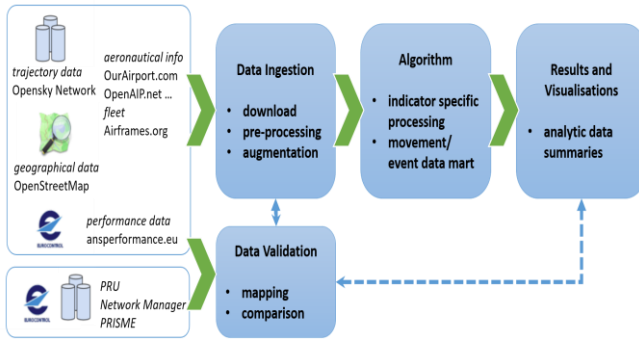 trajectory data
Opensky Network
aeronautical info
OurAirport.com
OpenAIP.net ...
fleet
Airframes.org
geographical data
OpenStreetMap
performance data
ansperformance.eu
EUROCONTROL
PRU
Network Manager
PRISME
EUROCONTROL
Data Ingestion
• download
• pre-processing
• augmentation
Data Validation
• mapping
• comparison
Algorithm
• indicator specific
processing
• movement/
event data mart
Results and
Visualisations
• analytic data
summaries